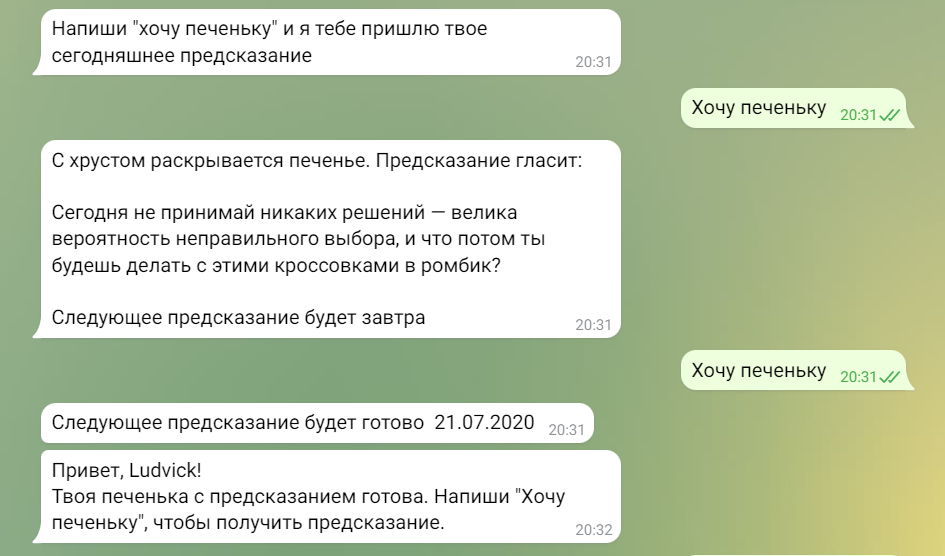 Напиши "хочу печеньку" и я тебе пришлю твое
сегодняшнее предсказание
20:31
Хочу печеньку 20:31
С хрустом раскрывается печенье. Предсказание гласит:
Сегодня не принимай никаких решений — велика
вероятность неправильного выбора, и что потом ты
будешь делать с этими кроссовками в ромбик?
Следующее предсказание будет завтра
20:31
Хочу печеньку 20:31
Следующее предсказание будет готово 21.07.2020 20:31
Привет, Ludvick!
Твоя печенька с предсказанием готова. Напиши "Хочу
печеньку", чтобы получить предсказание.
20:32